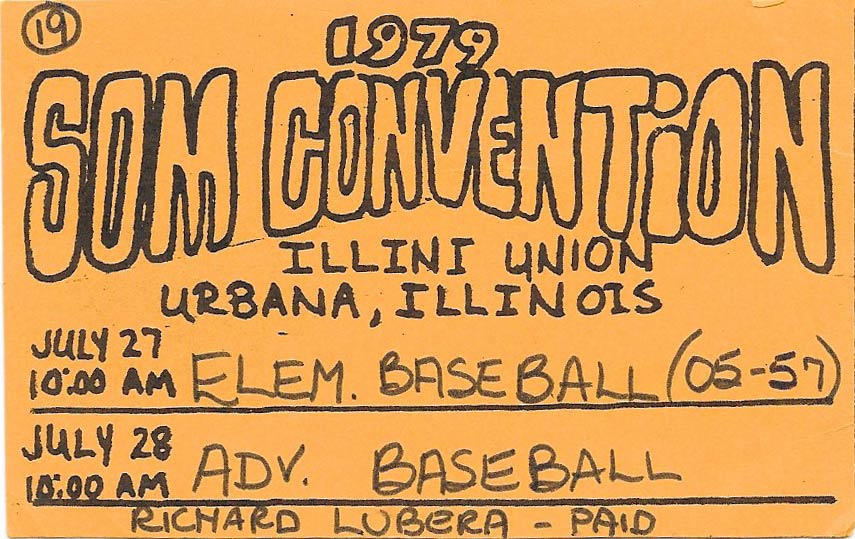 19
1979
SOM CONVENTiON
ILLINI UNION
URBANA, ILLINOIS
JULY 27
10:00 AM ELEM. BASEBALL (05-57)
JULY 28
10:00 AM ADV. BASEBALL
RICHARD LUBERA - PAID